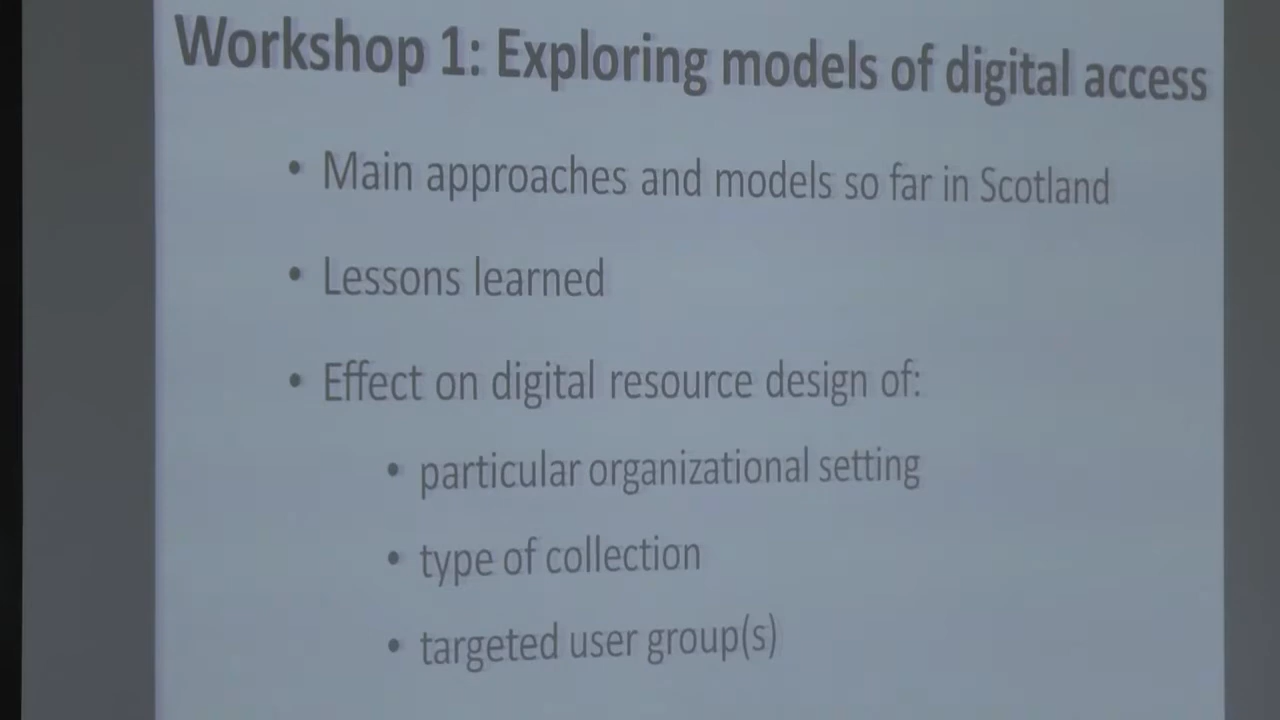 Workshop 1: Exploring models of digital access
• Main approaches and models so far in Scotland
• Lessons learned
• Effect on digital resource design of:
• particular organizational setting
• type of collection
• targeted user group(s)